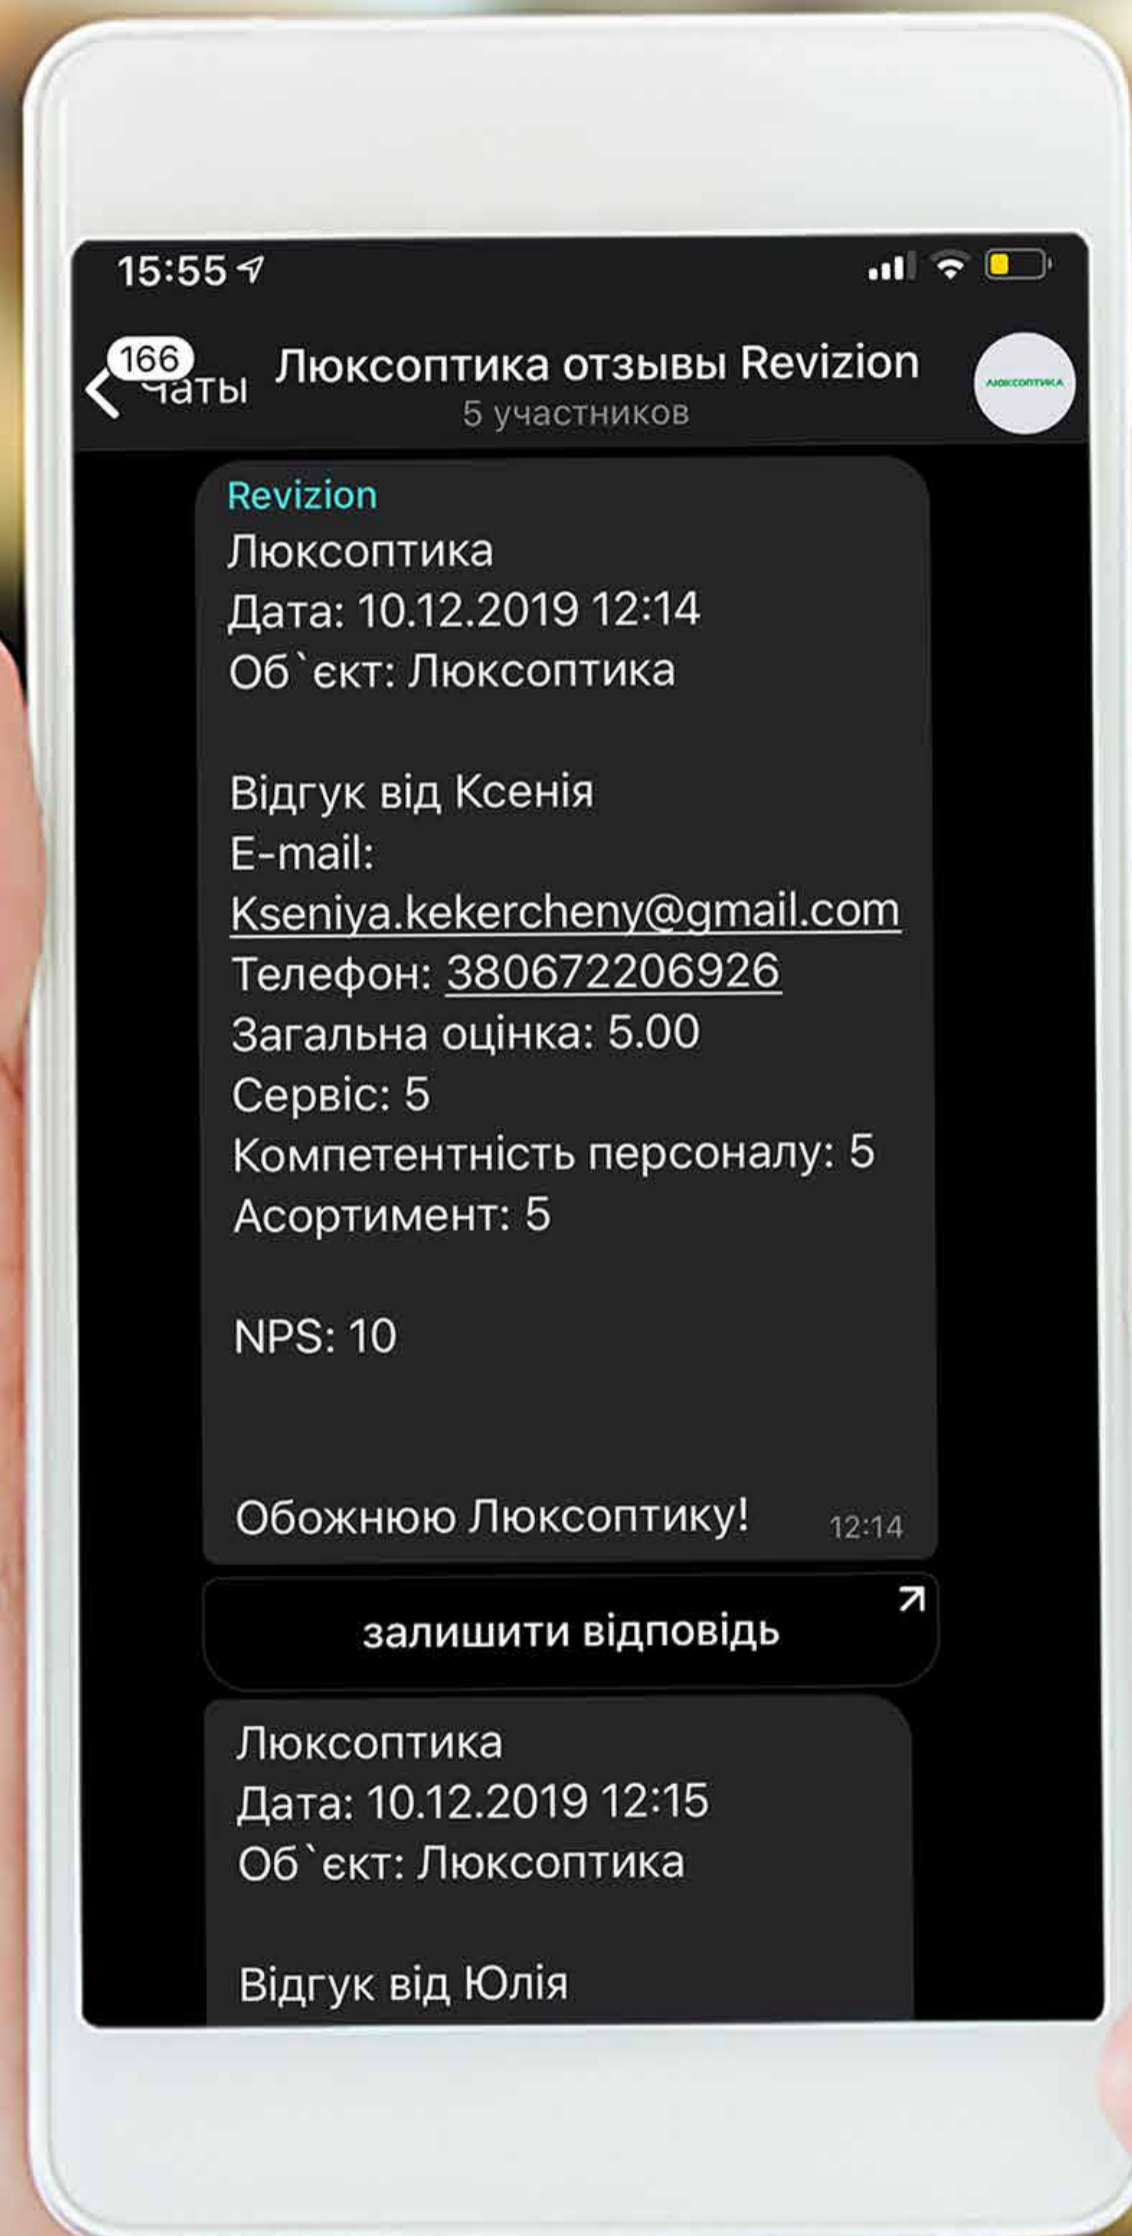 15:55
166
Чаты
Люксоптика отзывы Revizion
5 участников
ЛЮКСОПТИКА
Revizion
Люксоптика
Дата: 10.12.2019 12:14
Об`єкт: Люксоптика
Відгук від Ксенія
E-mail:
Kseniya.kekercheny@gmail.com
Телефон: 380672206926
Загальна оцінка: 5.00
Сервіс: 5
Компетентність персоналу: 5
Асортимент: 5
NPS: 10
Обожнюю Люксоптику!
12:14
залишити відповідь
Люксоптика
Дата: 10.12.2019 12:15
Об`єкт: Люксоптика
Відгук від Юлія